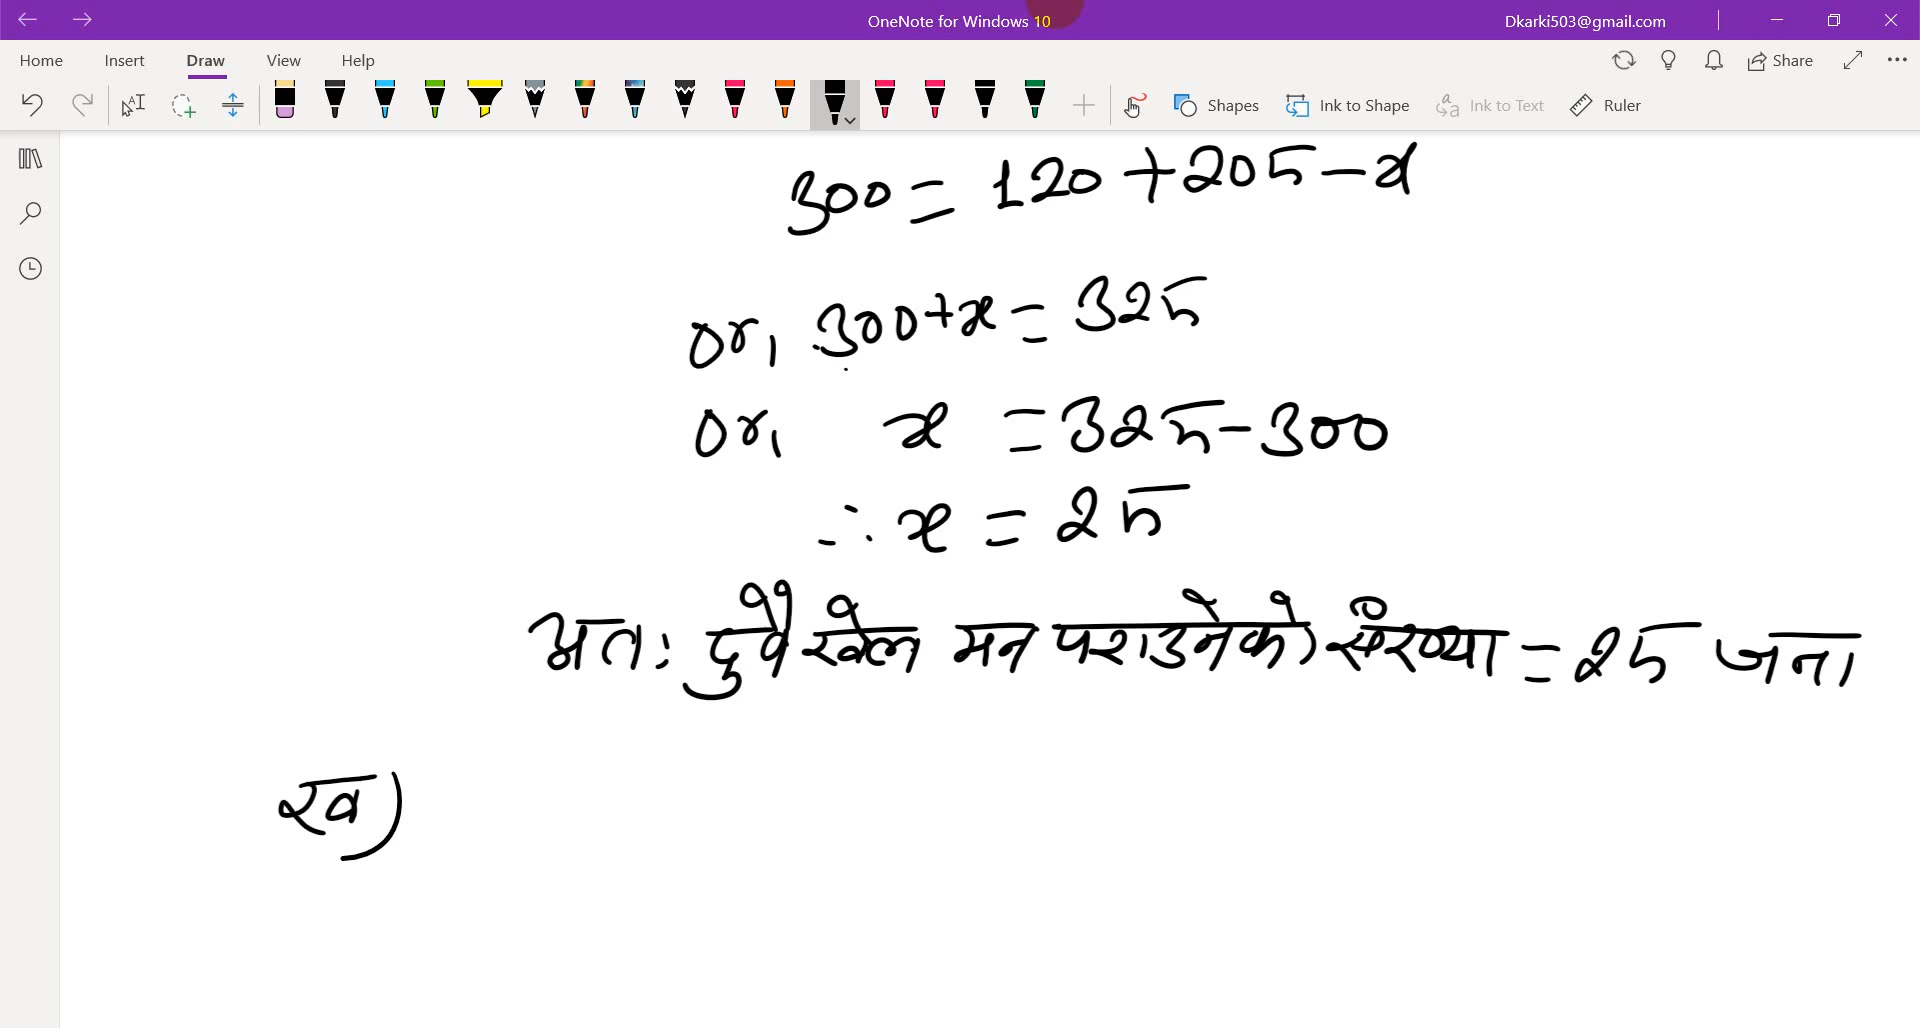 OneNote for Windows 10
Dkarki503@gmail.com
Home Insert Draw View Help
Share
Shapes Ink to Shape Ink to Text Ruler
300 = 120 + 205 - x
or, 300 + x = 325
or, x = 325 - 300
∴ x = 25
अतः दुवै खेल मन पराउनेको संख्या = 25 जना
ख)